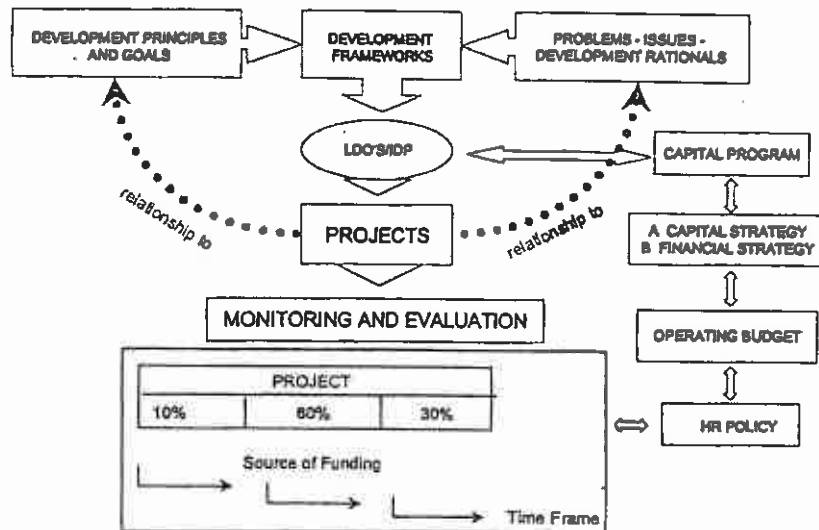 DEVELOPMENT PRINCIPLES
AND GOALS
DEVELOPMENT
FRAMEWORKS
PROBLEMS - ISSUES -
DEVELOPMENT RATIONALS
LDO'S/IDP
CAPITAL PROGRAM
relationship to
PROJECTS
relationship to
A CAPITAL STRATEGY
B FINANCIAL STRATEGY
MONITORING AND EVALUATION
OPERATING BUDGET
PROJECT
10% 60% 30%
HR POLICY
Source of Funding
Time Frame